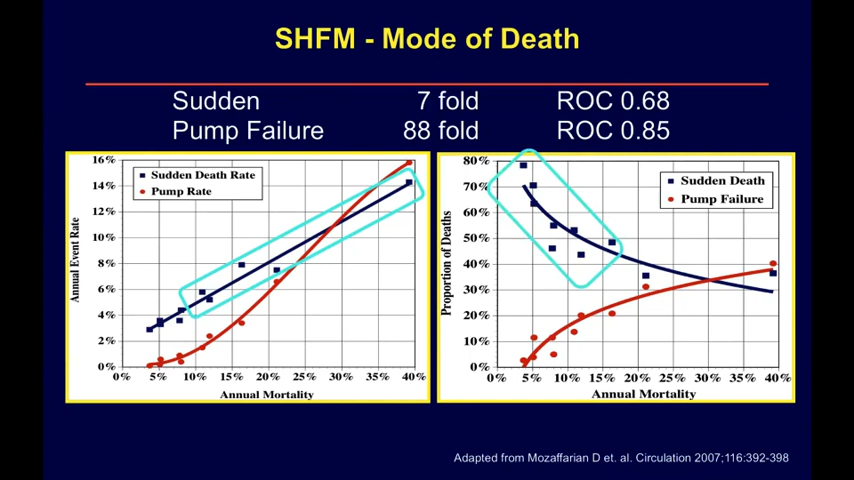 SHFM - Mode of Death
Sudden 7 fold ROC 0.68
Pump Failure 88 fold ROC 0.85
16%
14%
12%
10%
8%
6%
4%
2%
0%
Annual Event Rate
Sudden Death Rate
Pump Rate
0% 5% 10% 15% 20% 25% 30% 35% 40%
Annual Mortality
80%
70%
60%
50%
40%
30%
20%
10%
0%
Proportion of Deaths
Sudden Death
Pump Failure
0% 5% 10% 15% 20% 25% 30% 35% 40%
Annual Mortality
Adapted from Mozaffarian D et. al. Circulation 2007;116:392-398